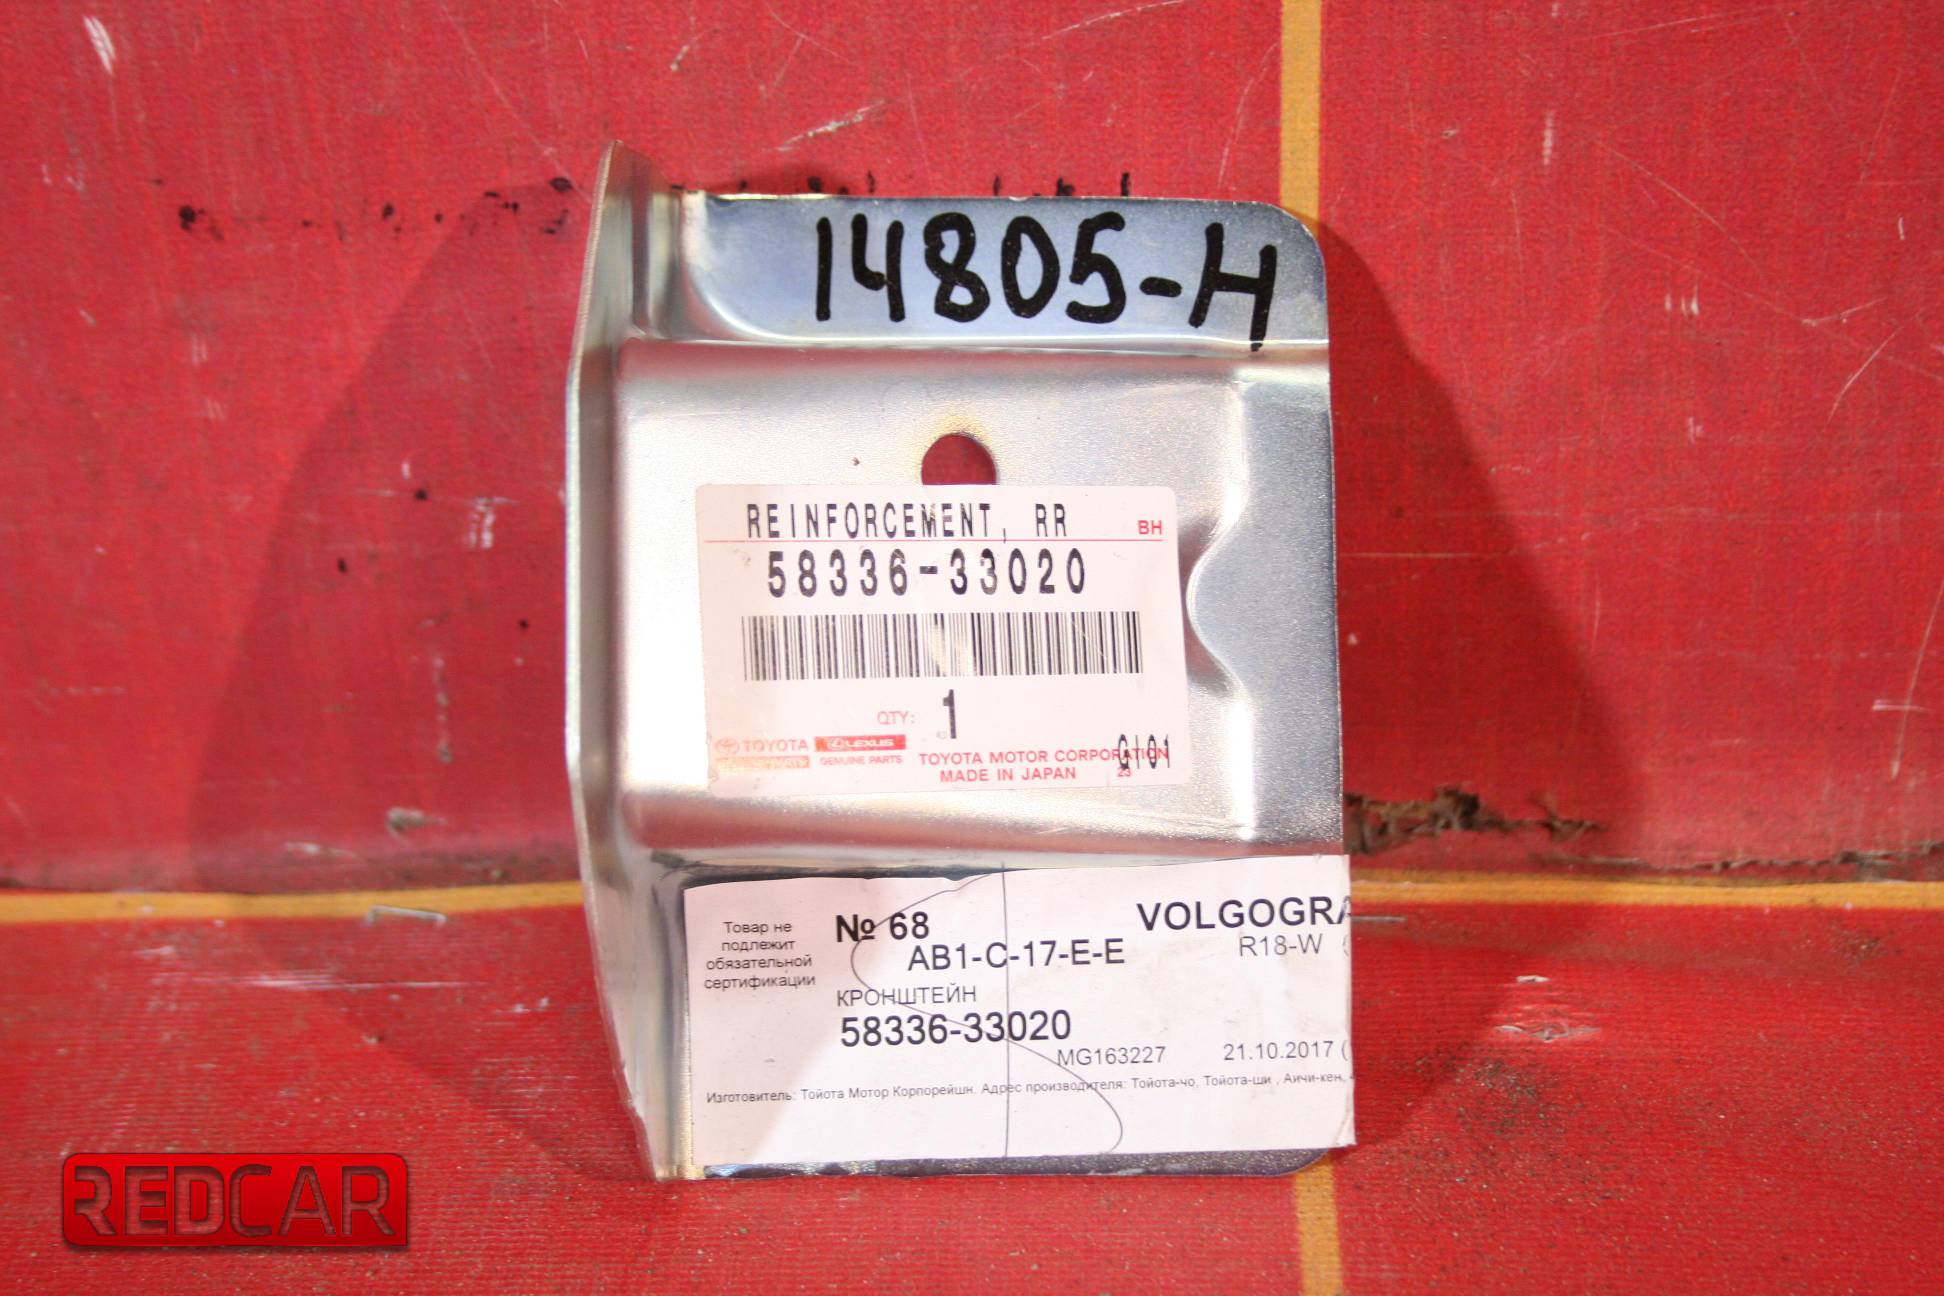 14805-H
REINFORCEMENT, RR
BH
58336-33020
QTY: 1
TOYOTA
LEXUS
GENUINE PARTS
TOYOTA MOTOR CORPORATION
MADE IN JAPAN
23
GI01
Товар не
подлежит
обязательной
сертификации
№ 68
VOLGOGRA
AB1-C-17-E-E
R18-W
КРОНШТЕЙН
58336-33020
MG163227
21.10.2017 (
Изготовитель: Тойота Мотор Корпорейшн. Адрес производителя: Тойота-чо, Тойота-ши , Аичи-кен,
REDCAR